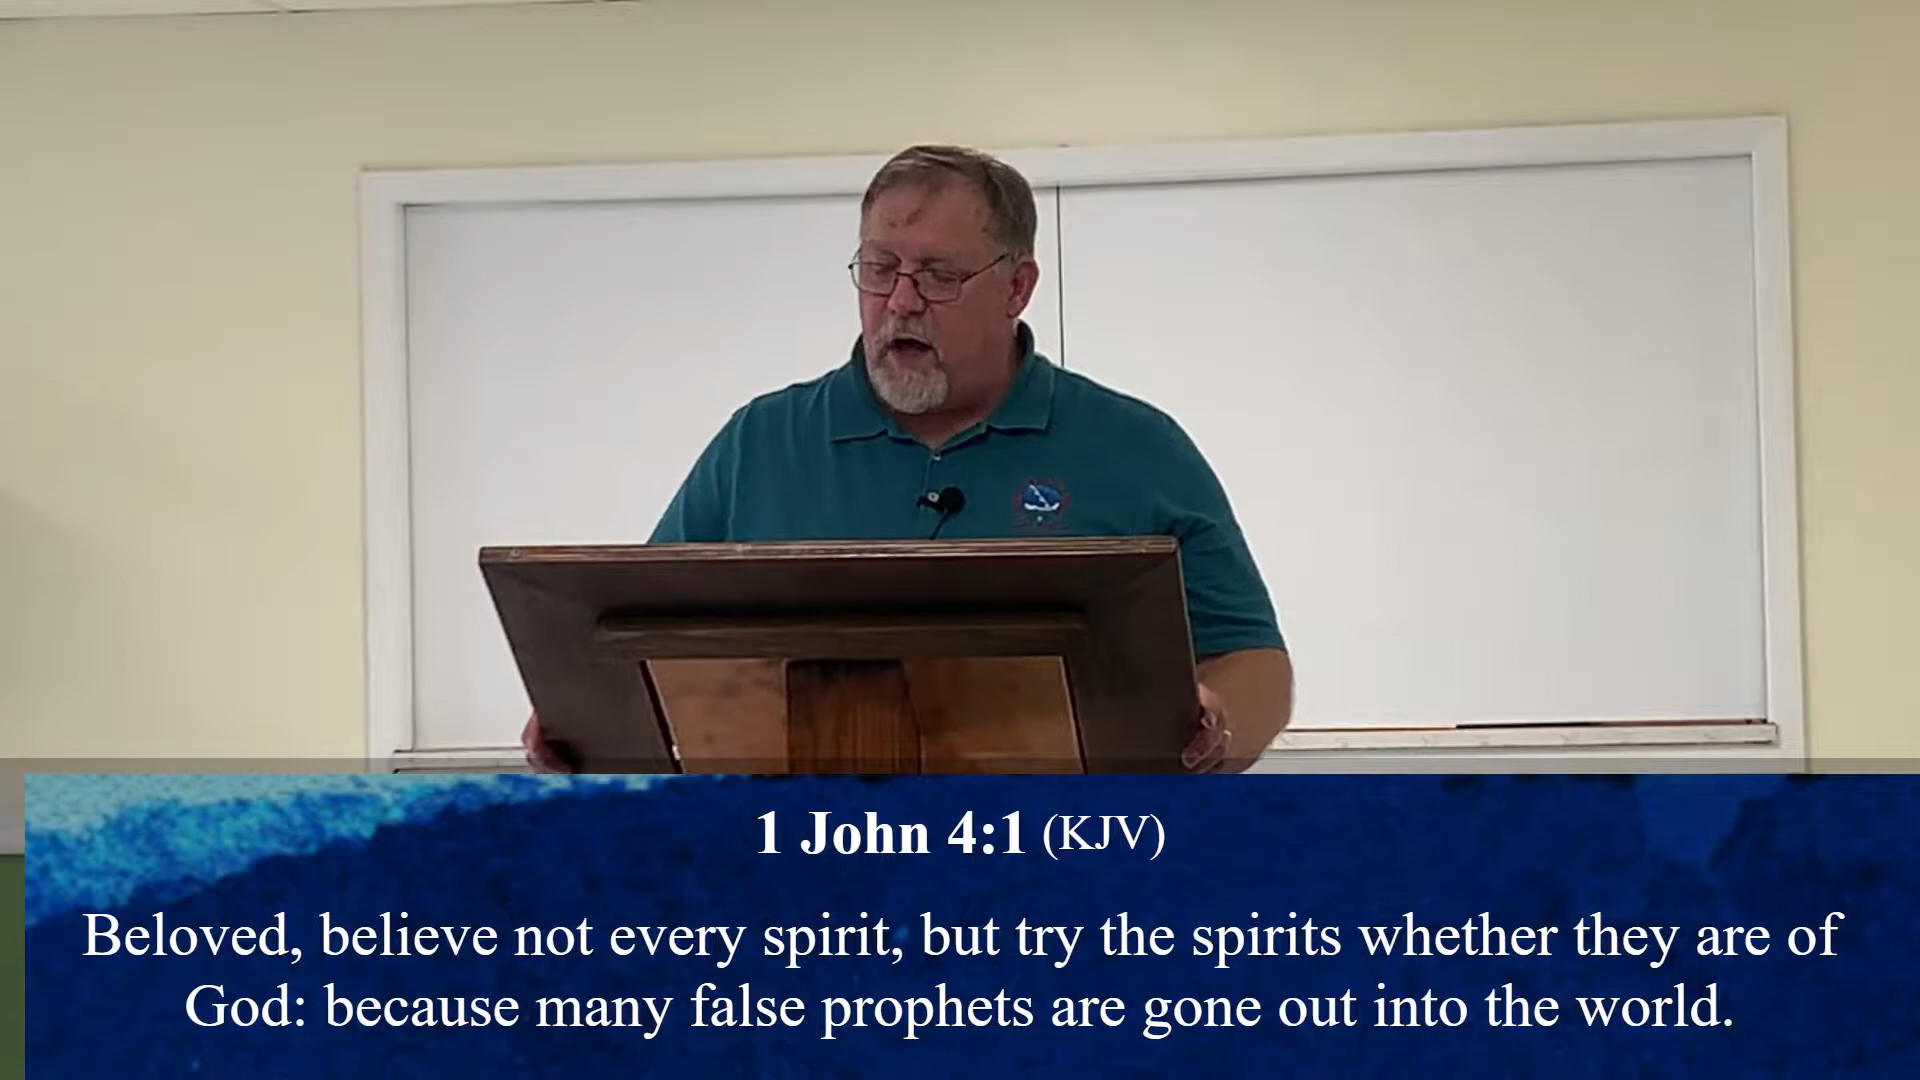 1 John 4:1 (KJV)
Beloved, believe not every spirit, but try the spirits whether they are of
God: because many false prophets are gone out into the world.